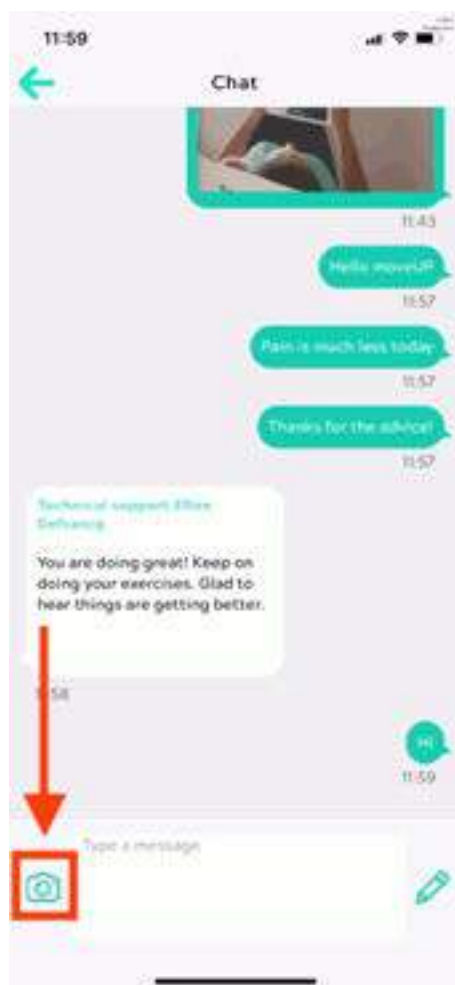 11:59
Chat
11:43
Hello moveUP
11:57
Pain is much less today
11:57
Thanks for the advice!
11:57
Technical support
You are doing great! Keep on
doing your exercises. Glad to
hear things are getting better.
11:59
Hi
Type a message